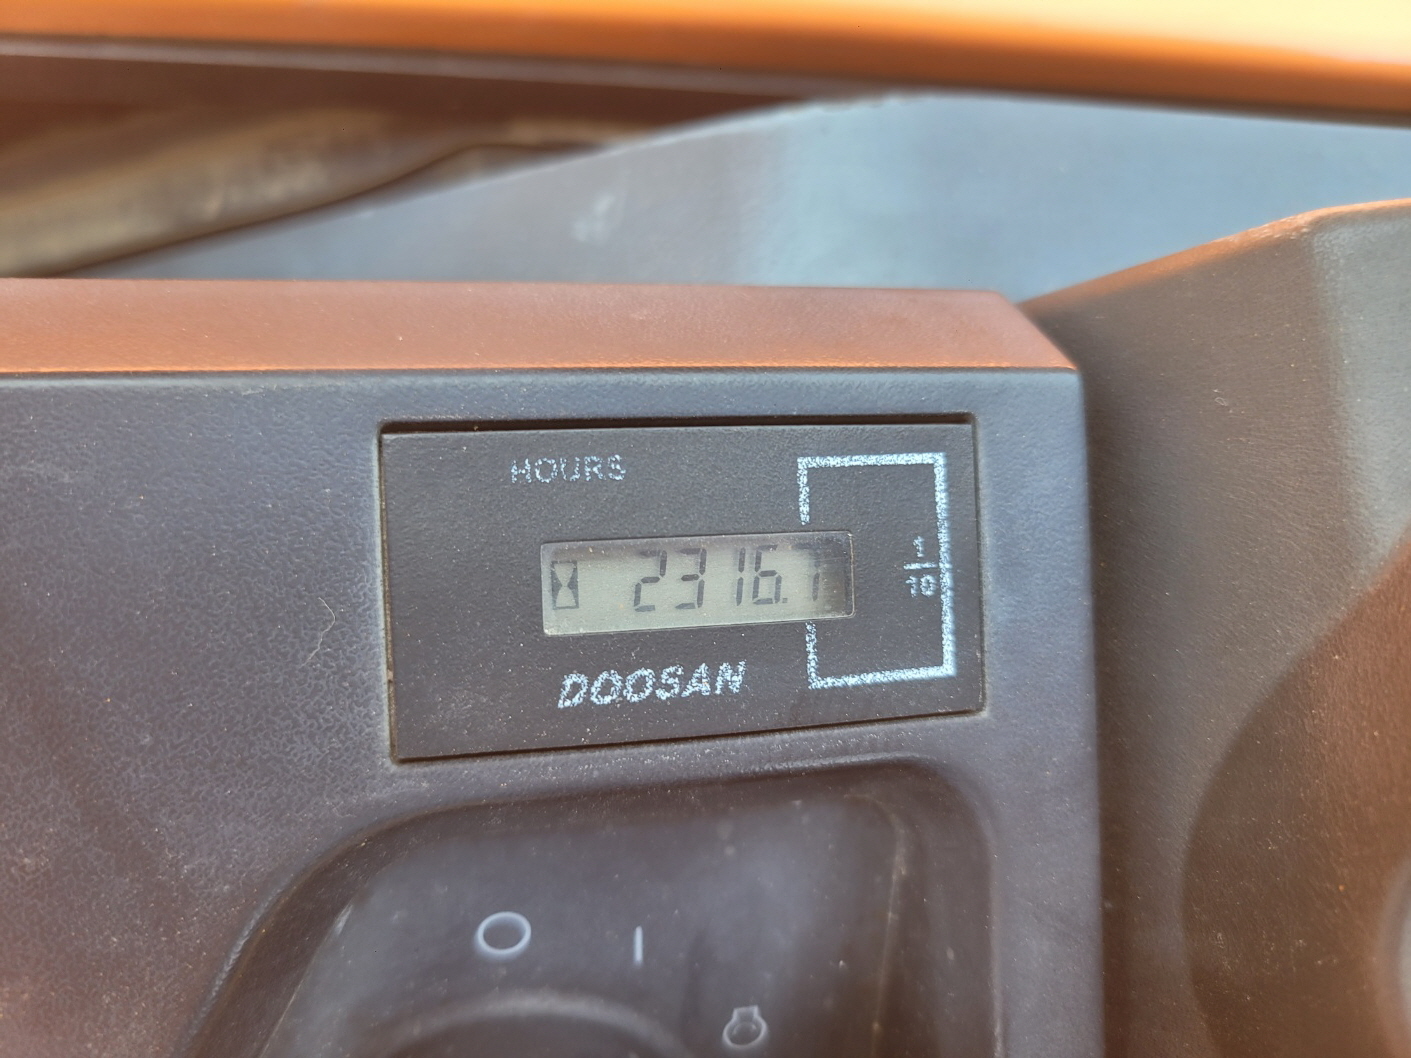 HOURS
2316.7
1/10
DOOSAN
O I